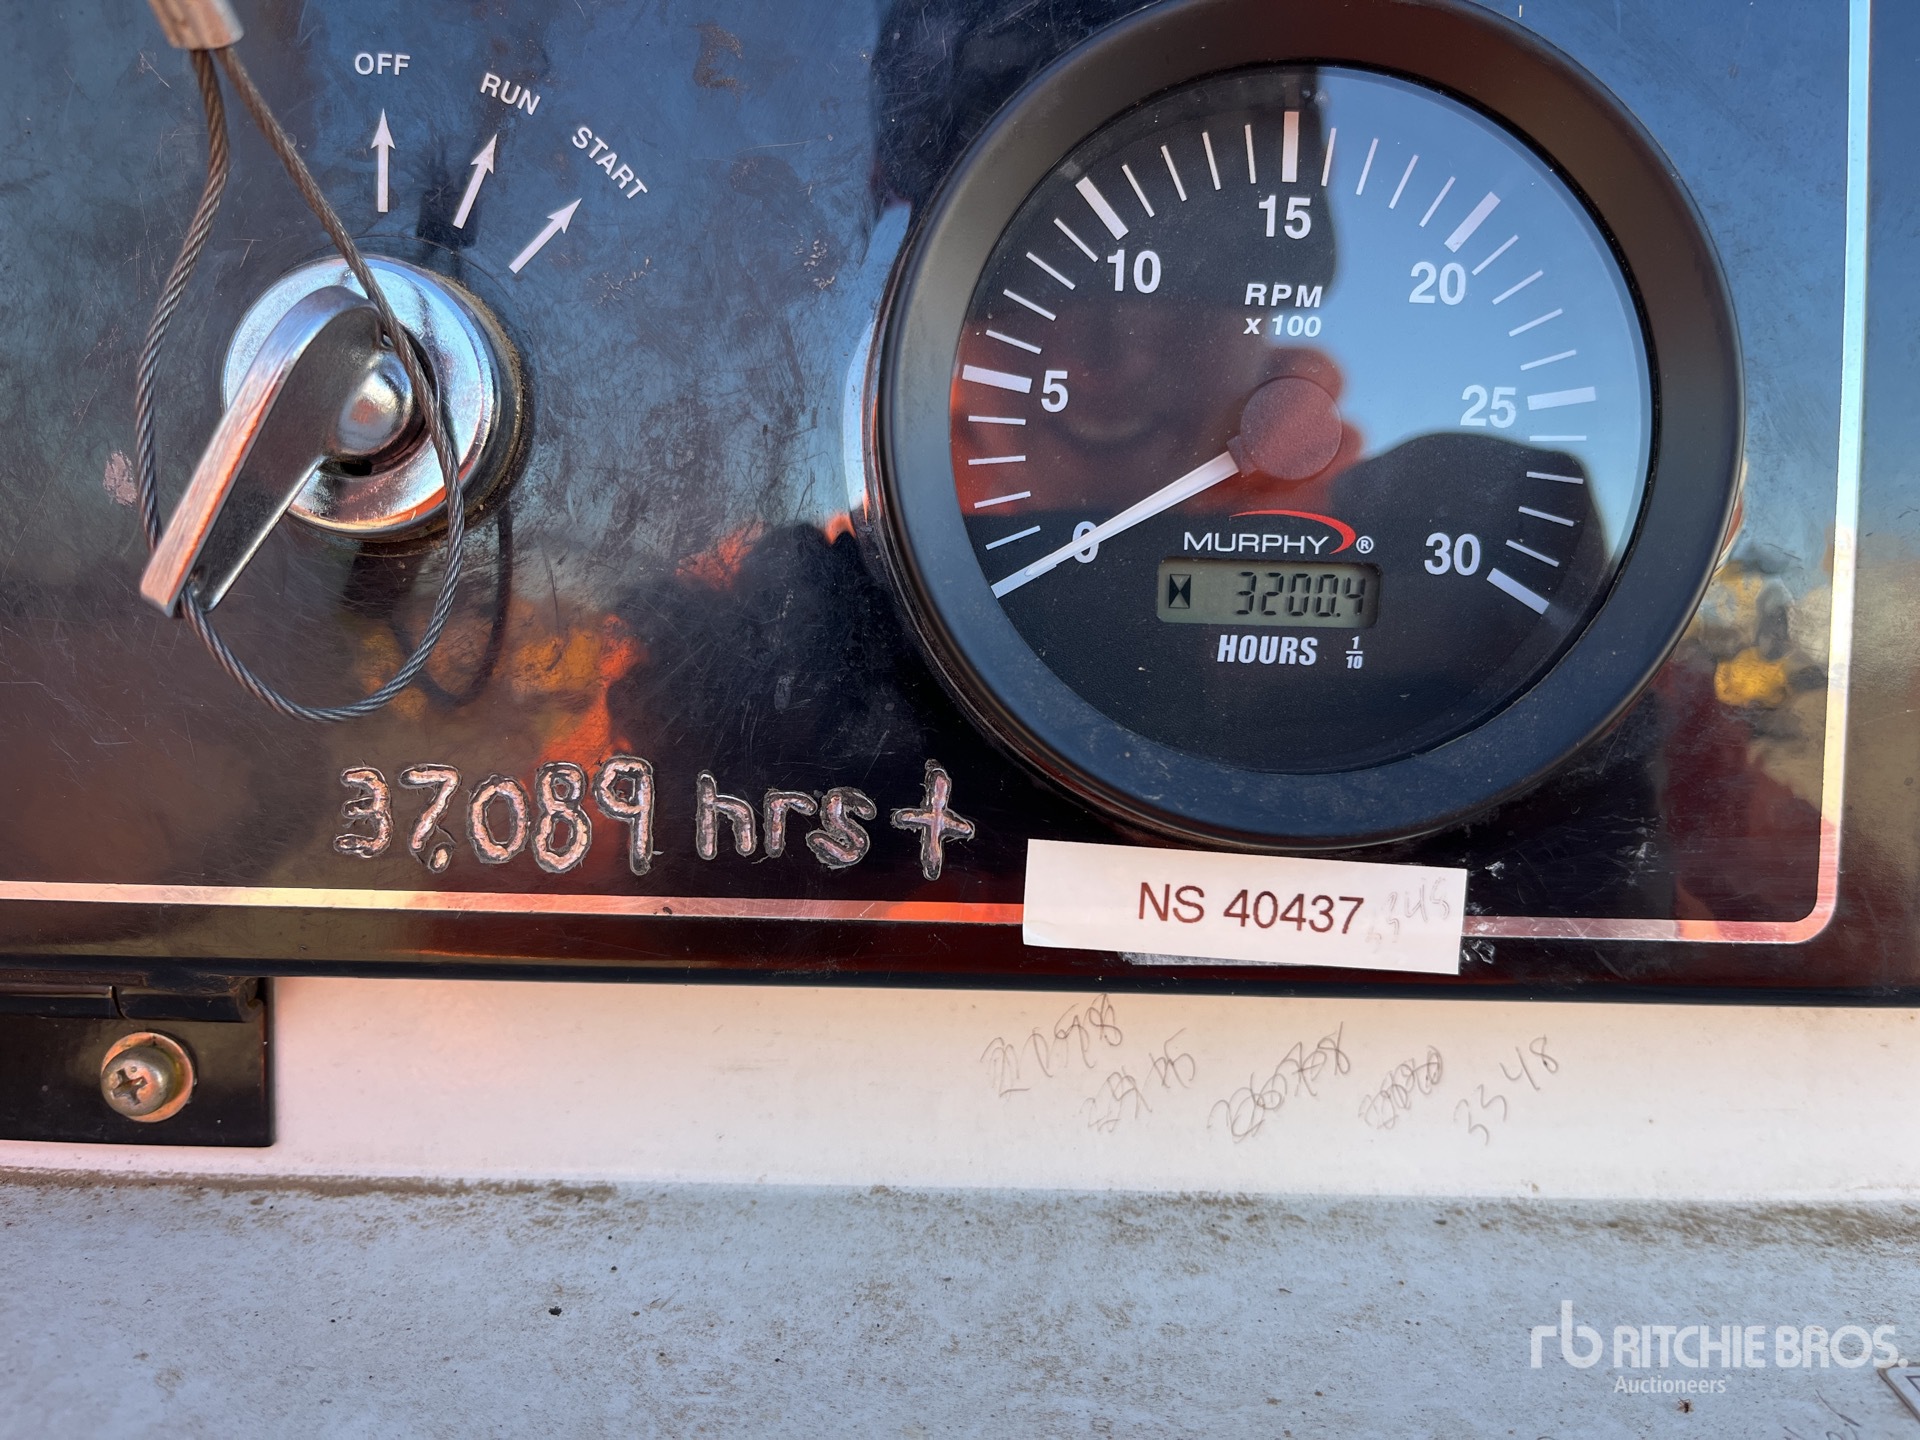 OFF
RUN
START
0
5
10
15
20
25
30
RPM
x 100
MURPHY ®
3200.4
HOURS 1/10
37.089 hrs +
NS 40437
3348
rb RITCHIE BROS.
Auctioneers